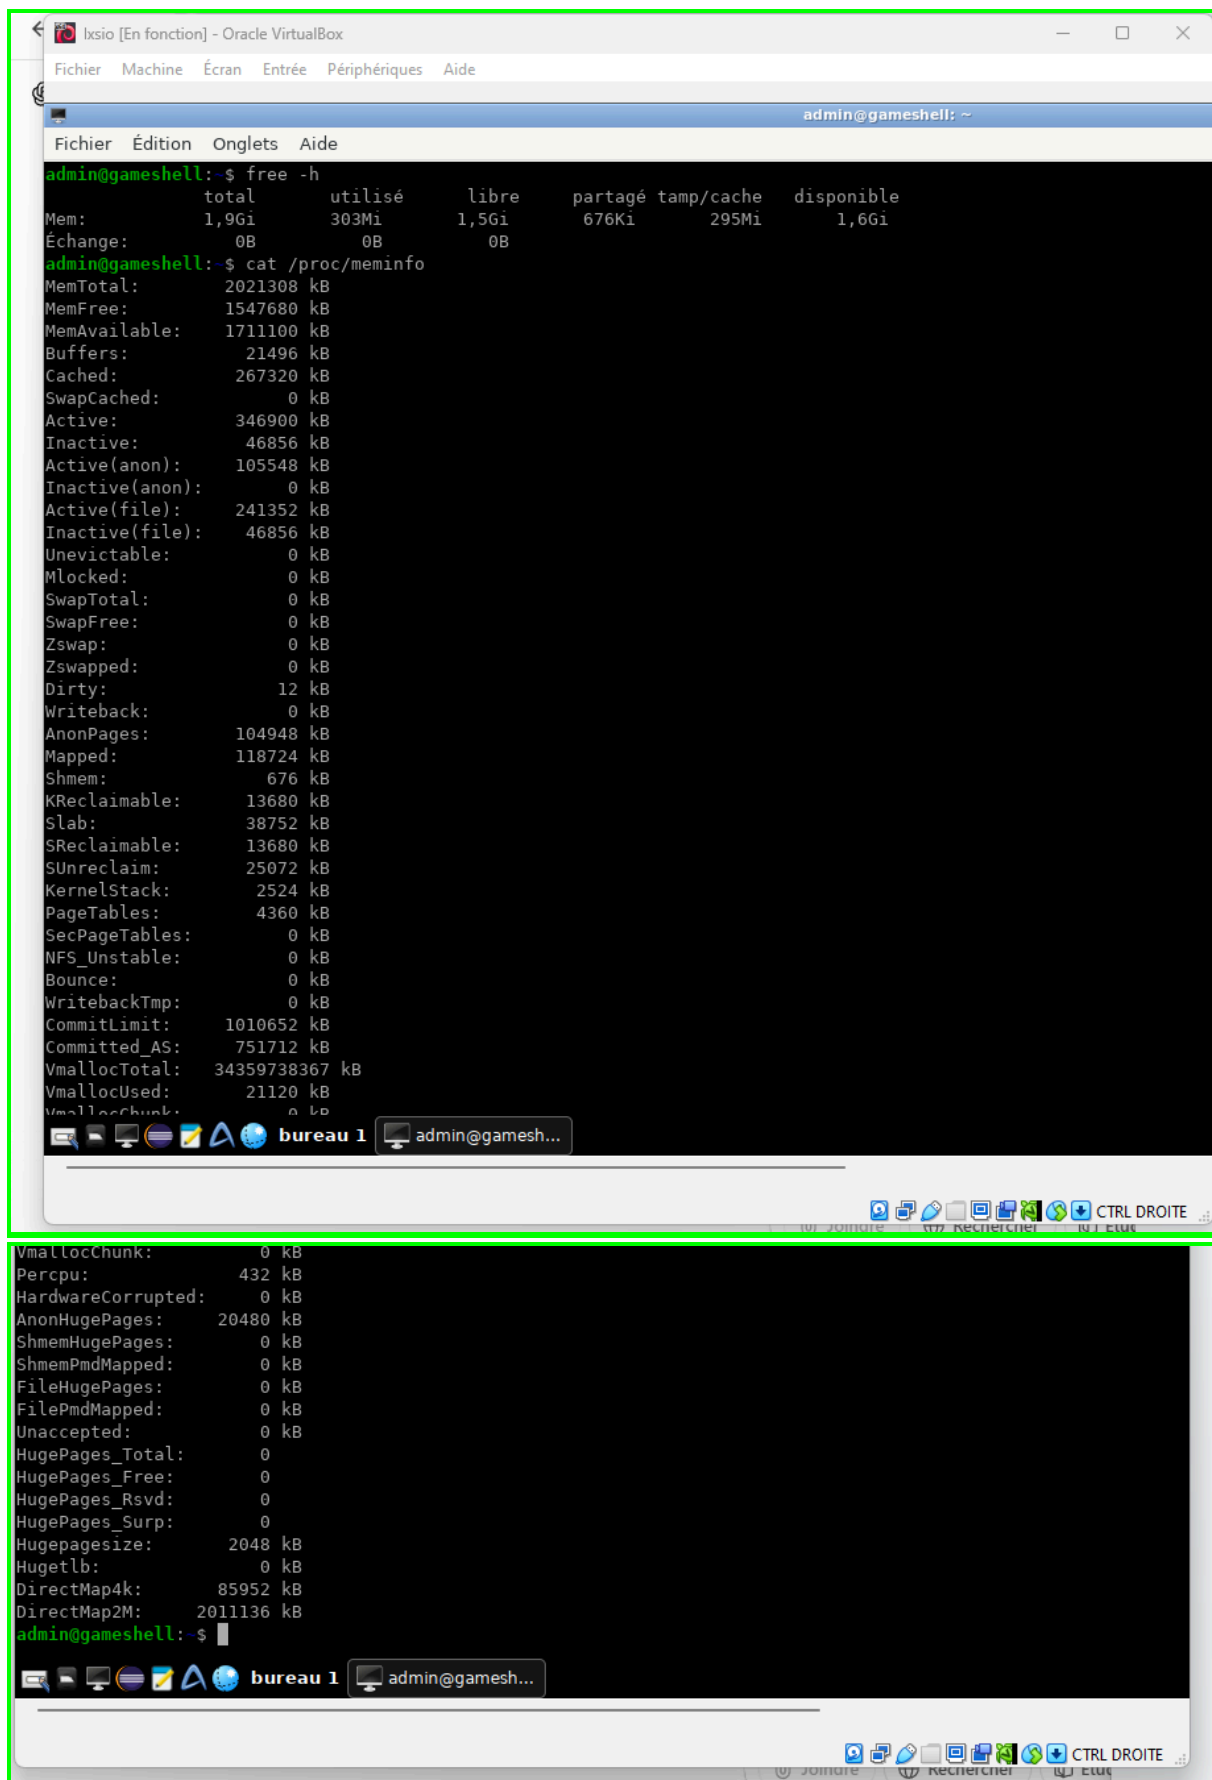 lxsio [En fonction] - Oracle VirtualBox
Fichier Machine Écran Entrée Périphériques Aide
admin@gameshell: ~
Fichier Édition Onglets Aide
admin@gameshell:~$ free -h
total utilisé libre partagé tamp/cache disponible
Mem: 1,9Gi 303Mi 1,5Gi 676Ki 295Mi 1,6Gi
Échange: 0B 0B 0B
admin@gameshell:~$ cat /proc/meminfo
MemTotal: 2021308 kB
MemFree: 1547680 kB
MemAvailable: 1711100 kB
Buffers: 21496 kB
Cached: 267320 kB
SwapCached: 0 kB
Active: 346900 kB
Inactive: 46856 kB
Active(anon): 105548 kB
Inactive(anon): 0 kB
Active(file): 241352 kB
Inactive(file): 46856 kB
Unevictable: 0 kB
Mlocked: 0 kB
SwapTotal: 0 kB
SwapFree: 0 kB
Zswap: 0 kB
Zswapped: 0 kB
Dirty: 12 kB
Writeback: 0 kB
AnonPages: 104948 kB
Mapped: 118724 kB
Shmem: 676 kB
KReclaimable: 13680 kB
Slab: 38752 kB
SReclaimable: 13680 kB
SUnreclaim: 25072 kB
KernelStack: 2524 kB
PageTables: 4360 kB
SecPageTables: 0 kB
NFS_Unstable: 0 kB
Bounce: 0 kB
WritebackTmp: 0 kB
CommitLimit: 1010652 kB
Committed_AS: 751712 kB
VmallocTotal: 34359738367 kB
VmallocUsed: 21120 kB
VmallocChunk: 0 kB
bureau 1 admin@gamesh...
CTRL DROITE
Joindre Rechercher Étud
VmallocChunk: 0 kB
Percpu: 432 kB
HardwareCorrupted: 0 kB
AnonHugePages: 20480 kB
ShmemHugePages: 0 kB
ShmemPmdMapped: 0 kB
FileHugePages: 0 kB
FilePmdMapped: 0 kB
Unaccepted: 0 kB
HugePages_Total: 0
HugePages_Free: 0
HugePages_Rsvd: 0
HugePages_Surp: 0
Hugepagesize: 2048 kB
Hugetlb: 0 kB
DirectMap4k: 85952 kB
DirectMap2M: 2011136 kB
admin@gameshell:~$
bureau 1 admin@gamesh...
CTRL DROITE
Joindre Rechercher Étud